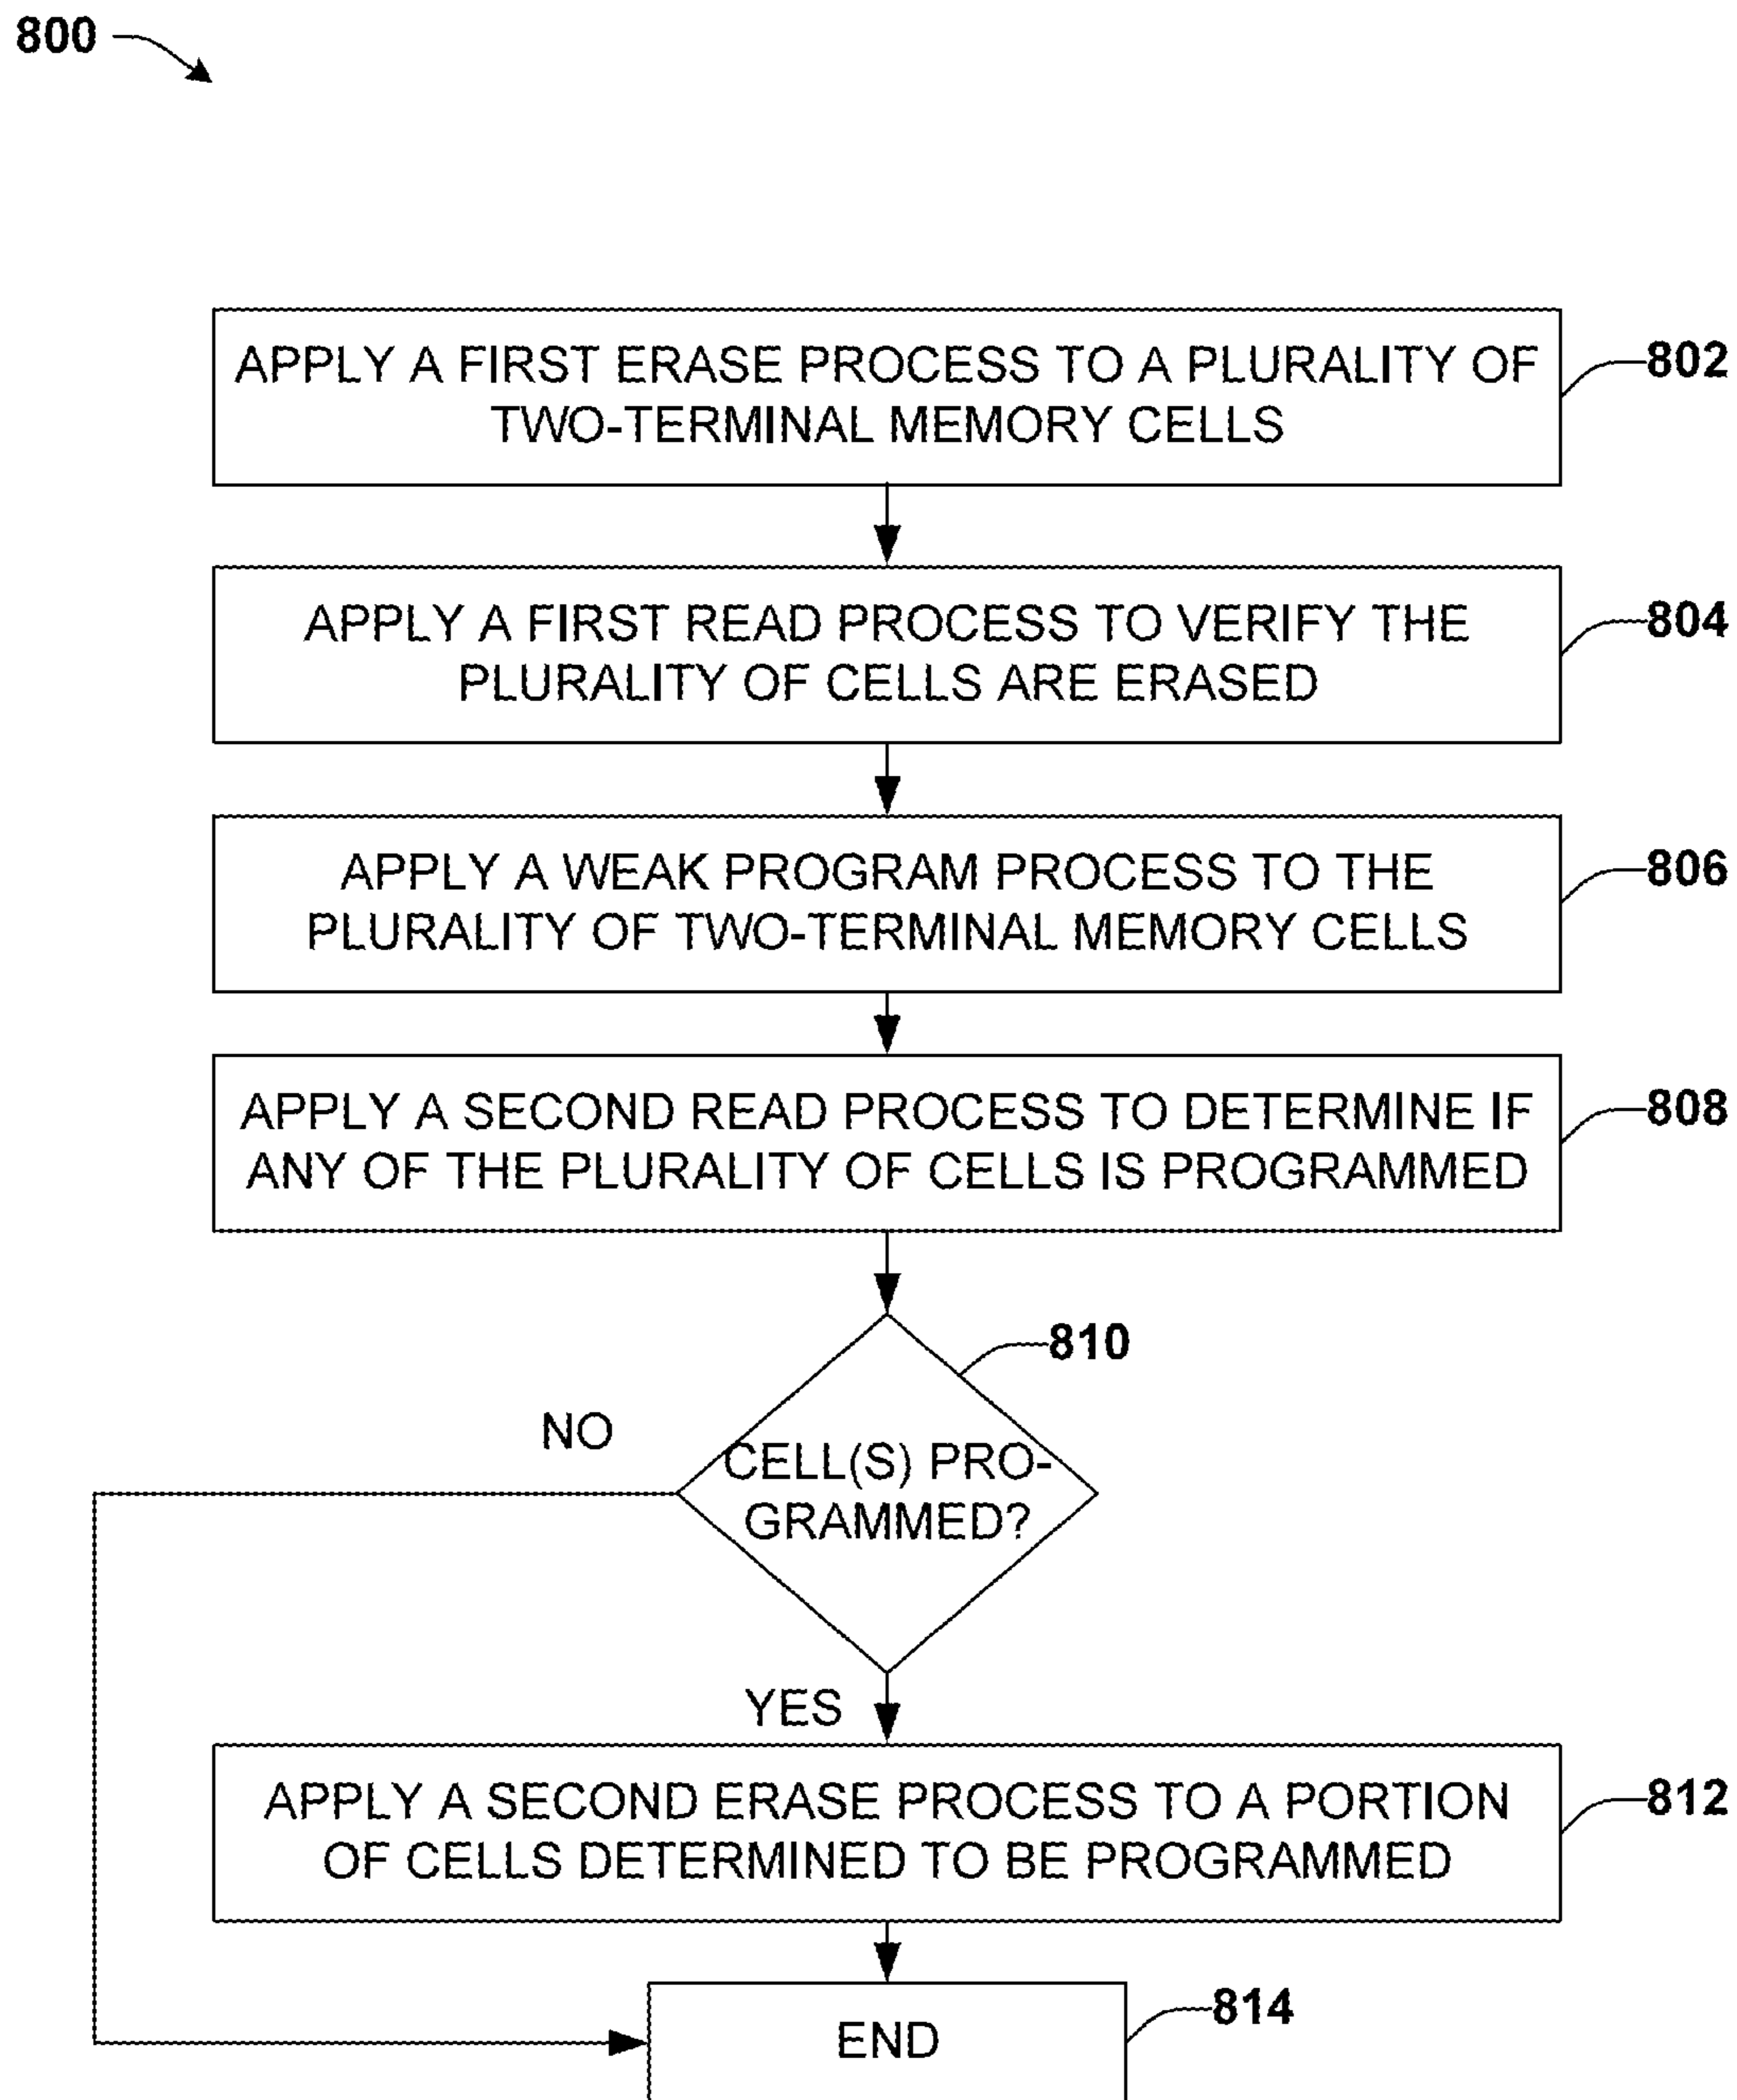 800
APPLY A FIRST ERASE PROCESS TO A PLURALITY OF
TWO-TERMINAL MEMORY CELLS
802
APPLY A FIRST READ PROCESS TO VERIFY THE
PLURALITY OF CELLS ARE ERASED
804
APPLY A WEAK PROGRAM PROCESS TO THE
PLURALITY OF TWO-TERMINAL MEMORY CELLS
806
APPLY A SECOND READ PROCESS TO DETERMINE IF
ANY OF THE PLURALITY OF CELLS IS PROGRAMMED
808
810
NO
CELL(S) PRO-
GRAMMED?
YES
APPLY A SECOND ERASE PROCESS TO A PORTION
OF CELLS DETERMINED TO BE PROGRAMMED
812
END
814